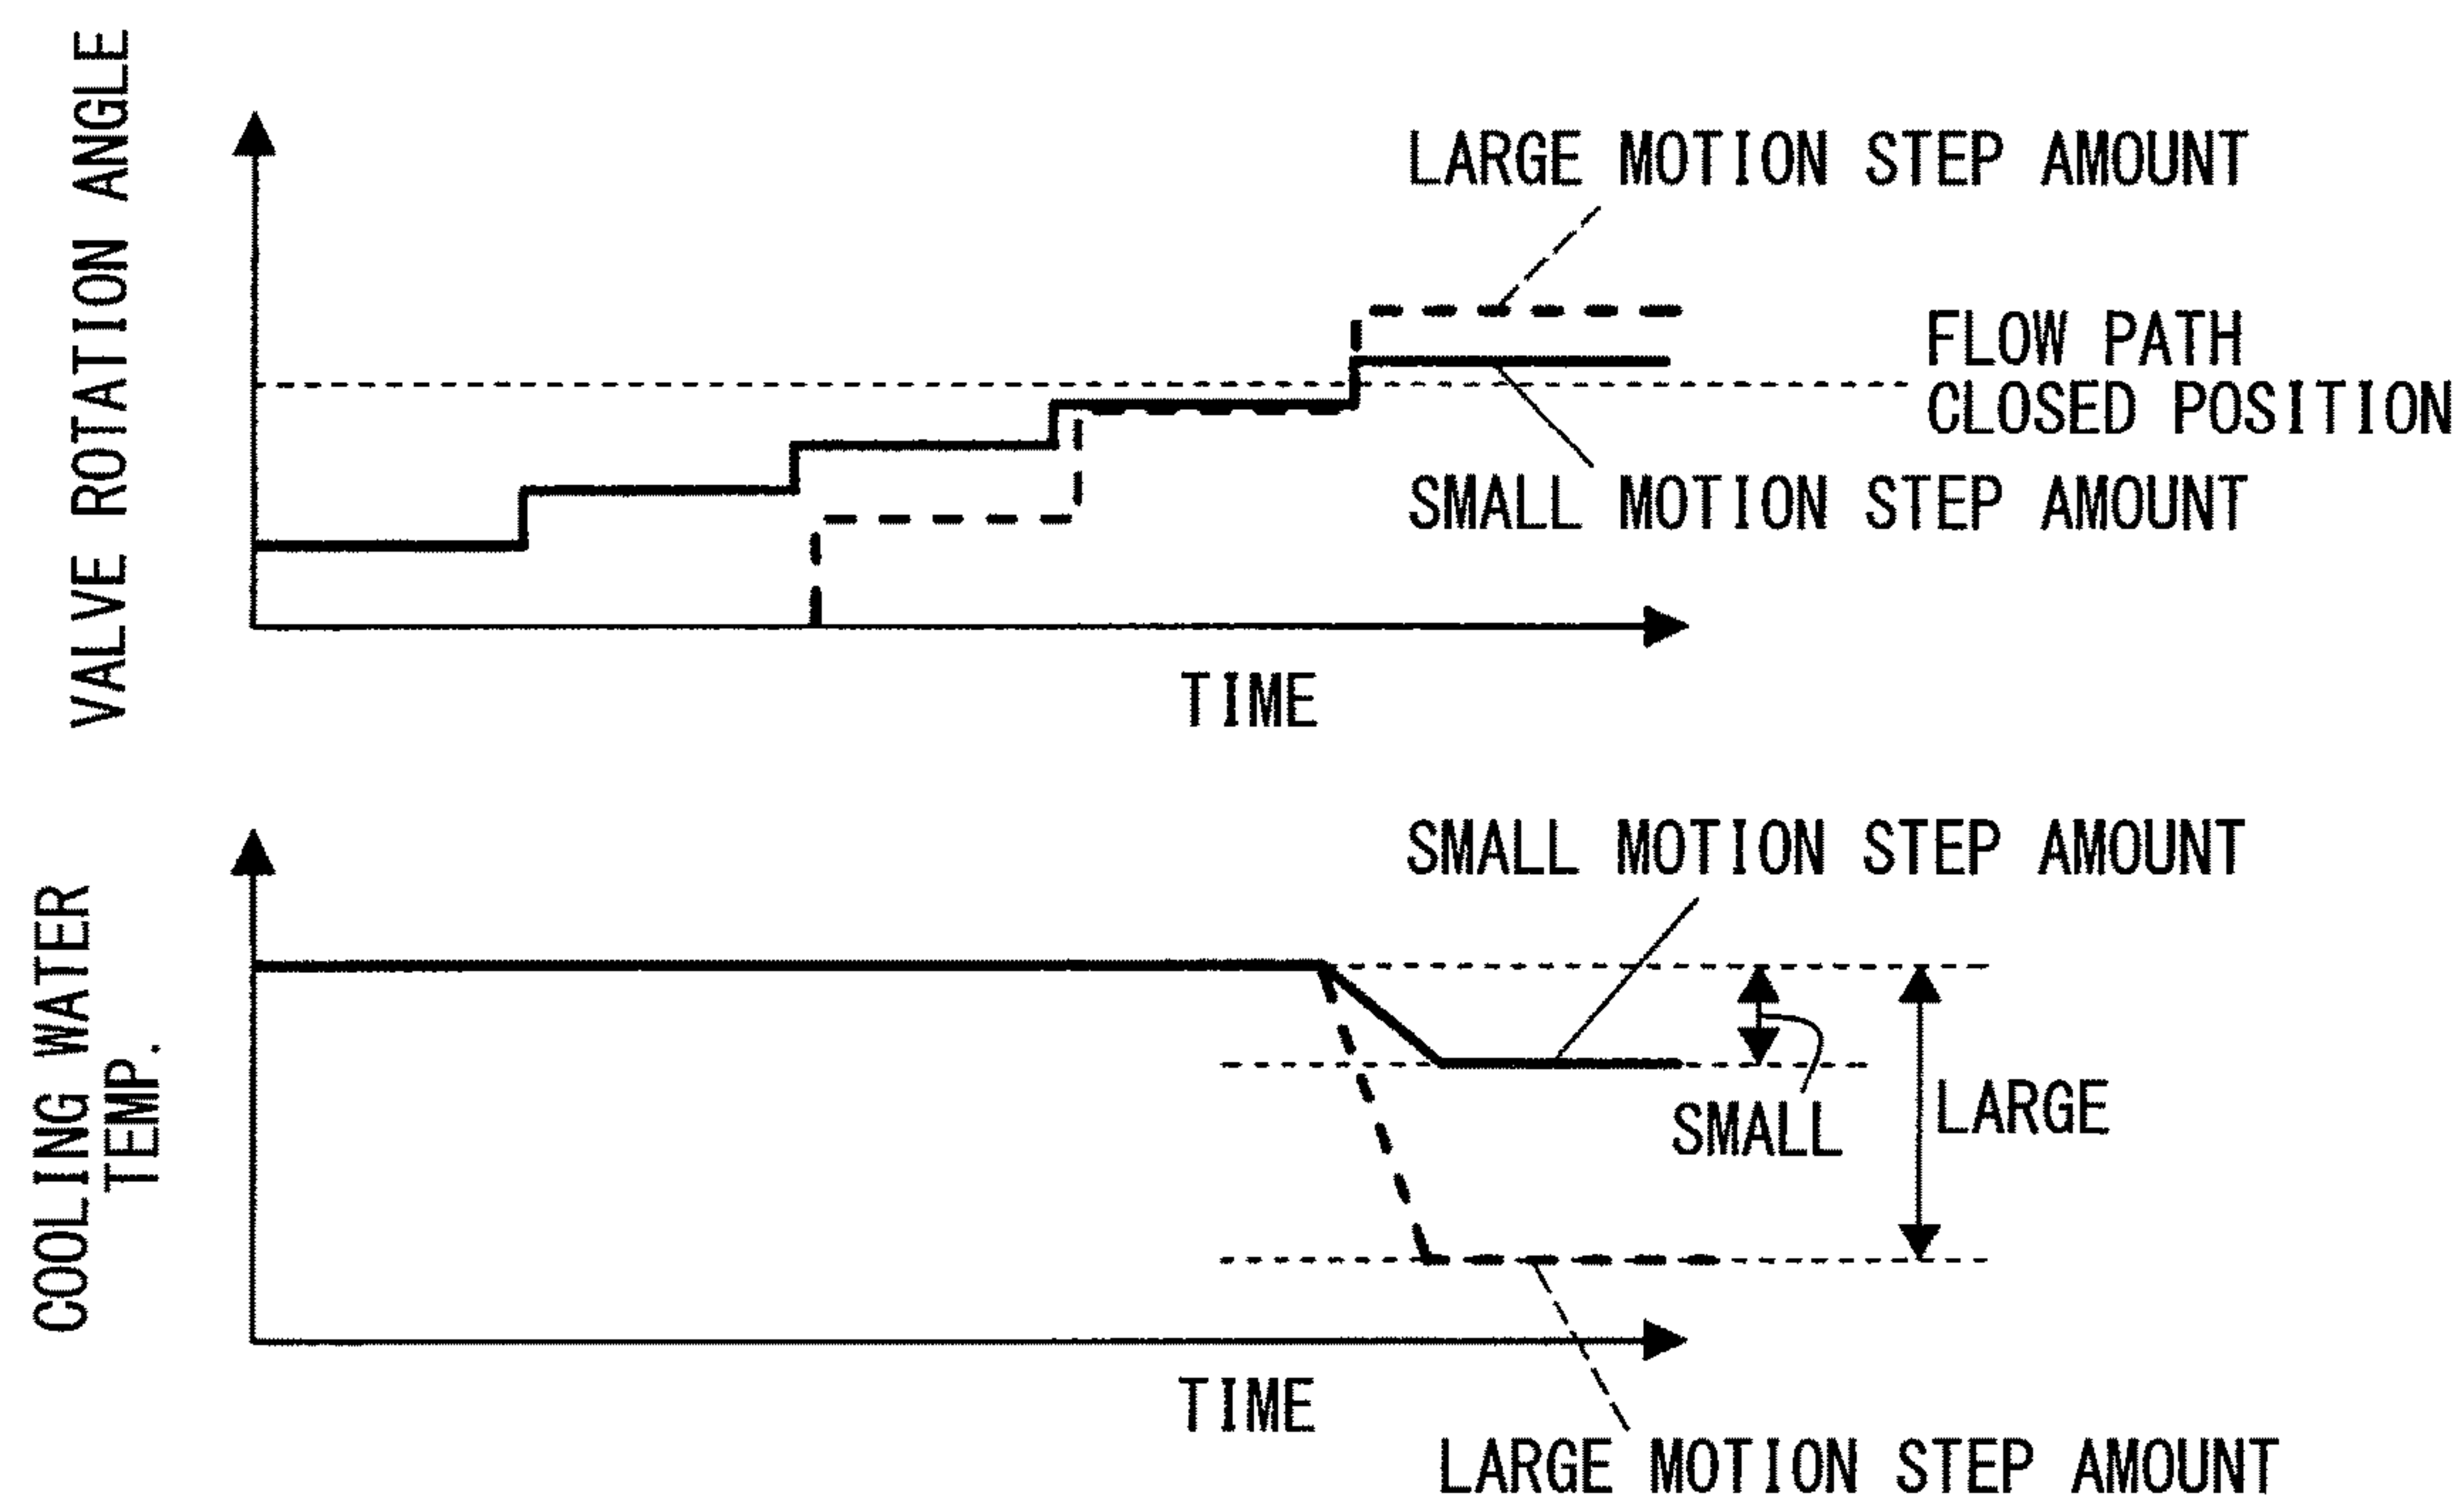 VALVE ROTATION ANGLE
LARGE MOTION STEP AMOUNT
FLOW PATH
CLOSED POSITION
SMALL MOTION STEP AMOUNT
TIME
COOLING WATER
TEMP.
SMALL MOTION STEP AMOUNT
SMALL
LARGE
TIME
LARGE MOTION STEP AMOUNT